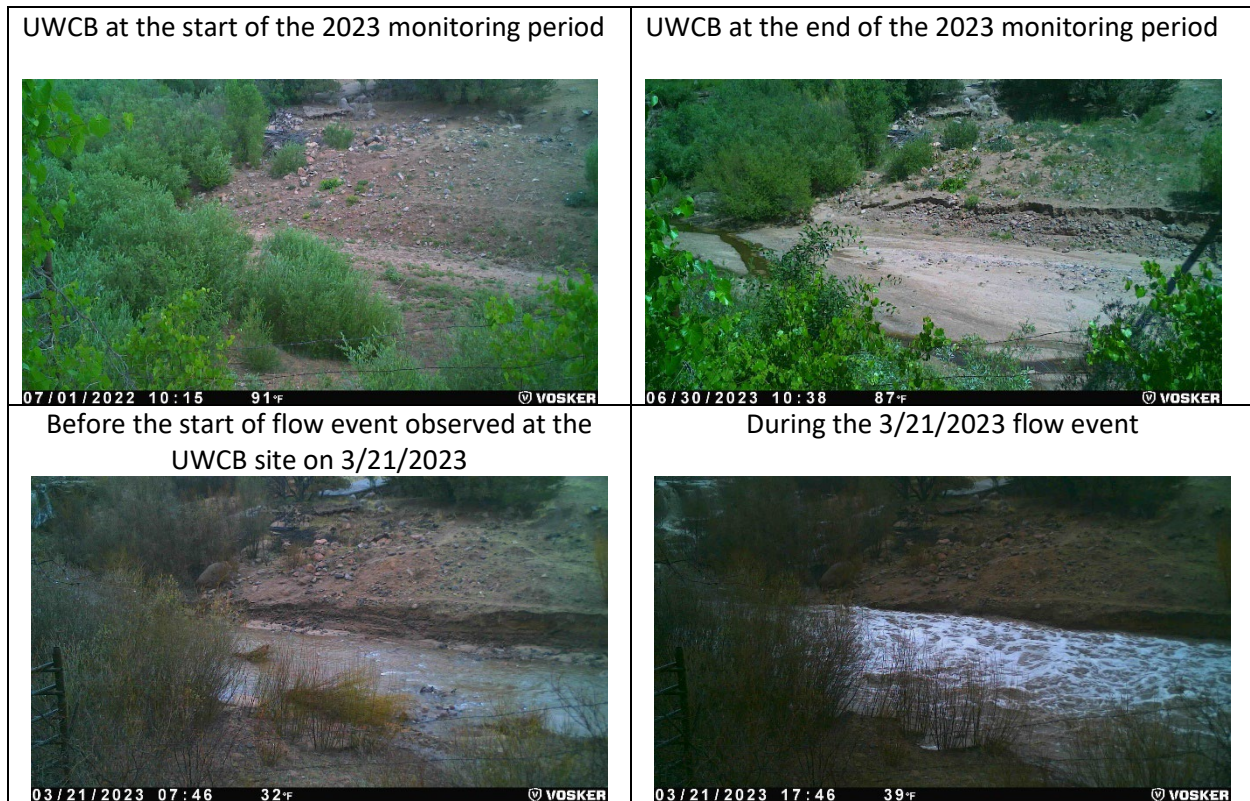 UWCB at the start of the 2023 monitoring period
UWCB at the end of the 2023 monitoring period
07/01/2022 10:15 91°F VOSKER
06/30/2023 10:38 87°F VOSKER
Before the start of flow event observed at the
UWCB site on 3/21/2023
During the 3/21/2023 flow event
03/21/2023 07:46 32°F VOSKER
03/21/2023 17:46 39°F VOSKER